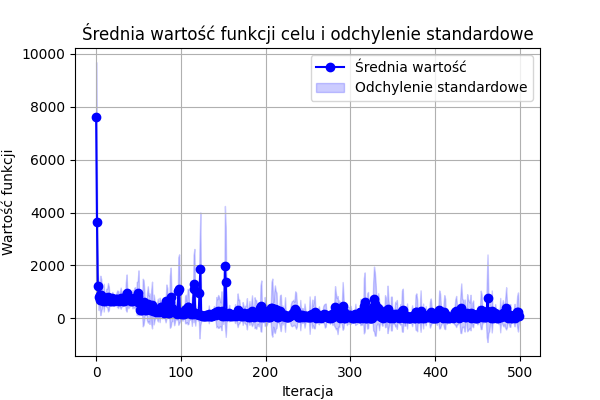 Średnia wartość funkcji celu i odchylenie standardowe
10000
8000
6000
4000
2000
0
Wartość funkcji
Średnia wartość
Odchylenie standardowe
0 100 200 300 400 500
Iteracja